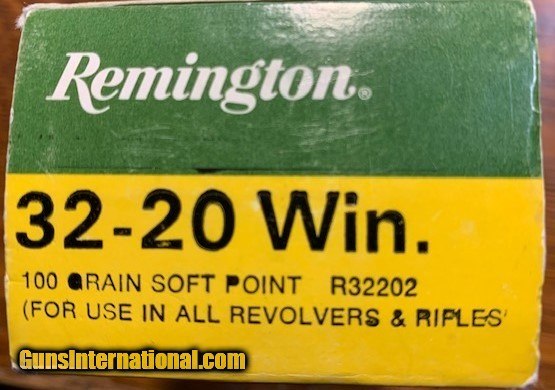 Remington®
32-20 Win.
100 GRAIN SOFT POINT R32202
(FOR USE IN ALL REVOLVERS & RIFLES
GunsInternational.com